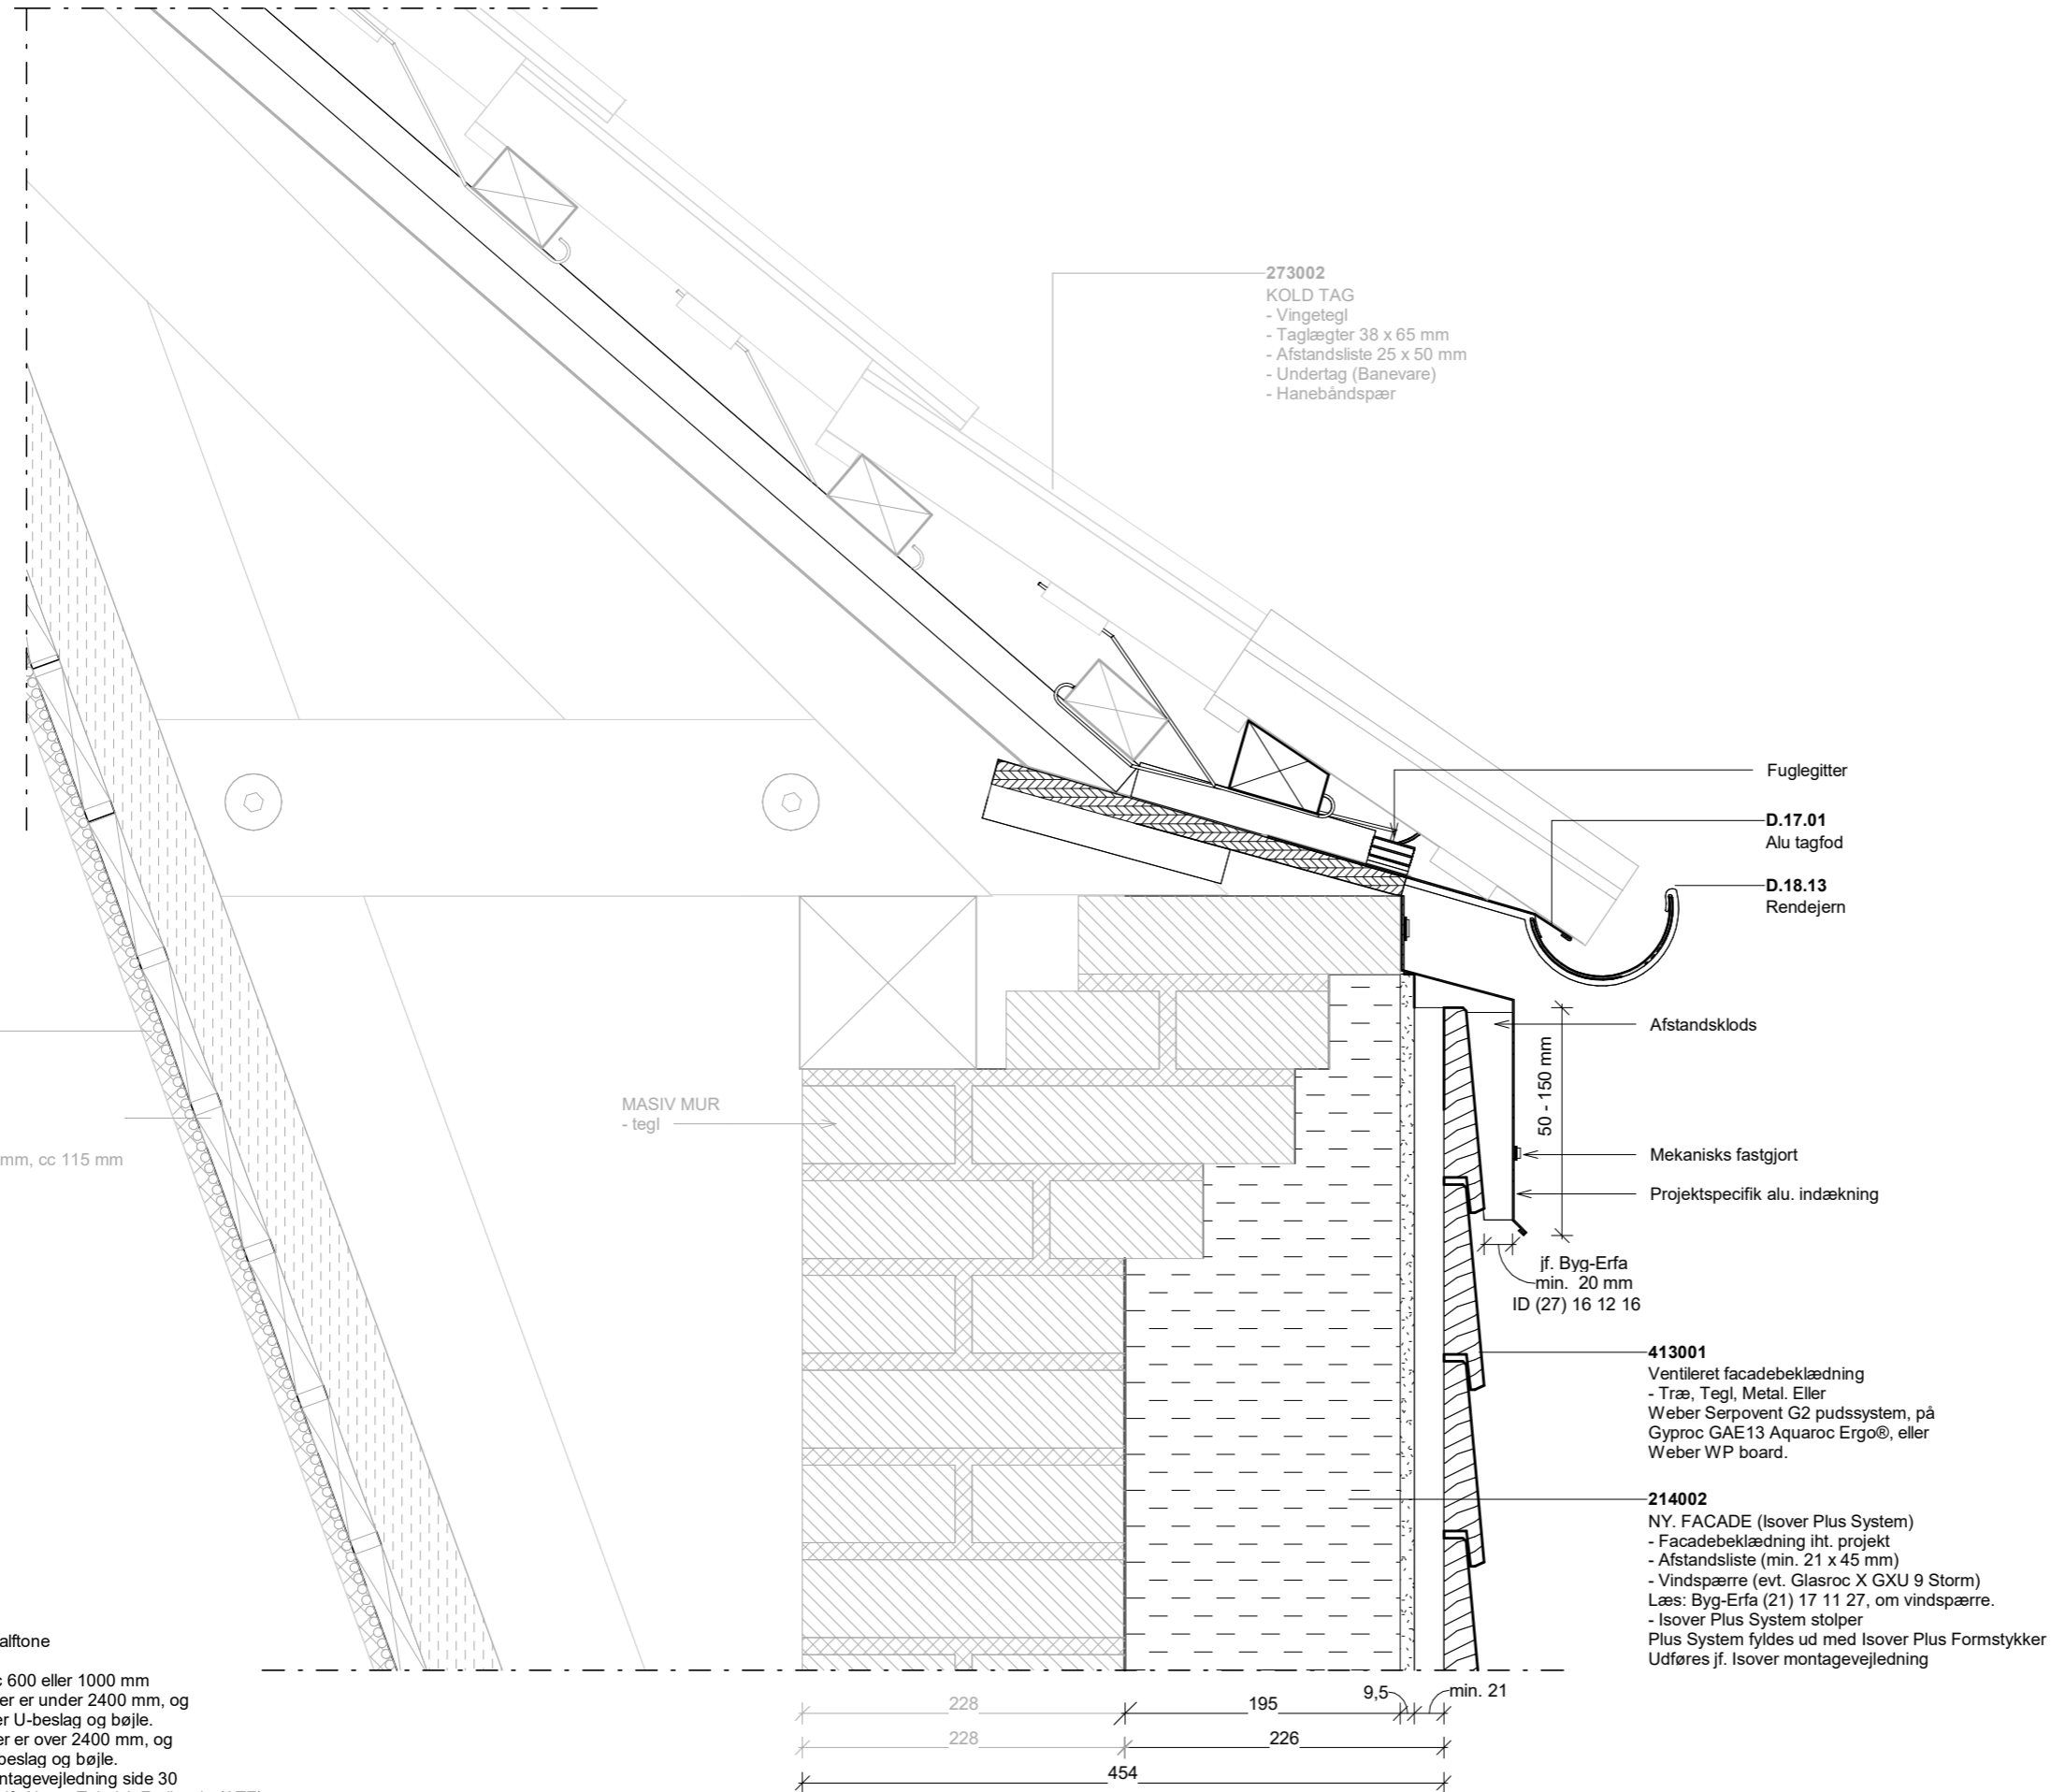 273002
KOLD TAG
- Vingetegl
- Taglægter 38 x 65 mm
- Afstandsliste 25 x 50 mm
- Undertag (Banevare)
- Hanebåndspær
Fuglegitter
D.17.01
Alu tagfod
D.18.13
Rendejern
Afstandsklods
50 - 150 mm
MASIV MUR
- tegl
mm, cc 115 mm
Mekanisks fastgjort
Projektspecifik alu. indækning
jf. Byg-Erfa
min. 20 mm
ID (27) 16 12 16
413001
Ventileret facadebeklædning
- Træ, Tegl, Metal. Eller
Weber Serpovent G2 pudssystem, på
Gyproc GAE13 Aquaroc Ergo®, eller
Weber WP board.
214002
NY. FACADE (Isover Plus System)
- Facadebeklædning iht. projekt
- Afstandsliste (min. 21 x 45 mm)
- Vindspærre (evt. Glasroc X GXU 9 Storm)
Læs: Byg-Erfa (21) 17 11 27, om vindspærre.
- Isover Plus System stolper
Plus System fyldes ud med Isover Plus Formstykker
Udføres jf. Isover montagevejledning
alftone
c 600 eller 1000 mm
er er under 2400 mm, og
er U-beslag og bøjle.
er er over 2400 mm, og
beslag og bøjle.
ntagevejledning side 30
228
195
9,5
min. 21
228
226
454